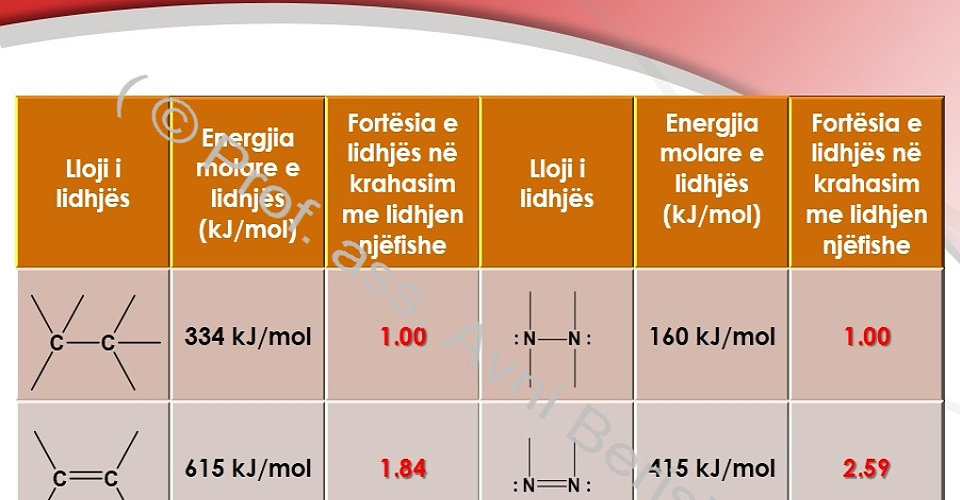 Lloji i
lidhjës
Energjia
molare e
lidhjës
(kJ/mol)
Fortësia e
lidhjës në
krahasim
me lidhjen
njëfishe
Lloji i
lidhjës
Energjia
molare e
lidhjës
(kJ/mol)
Fortësia e
lidhjës në
krahasim
me lidhjen
njëfishe
C C
334 kJ/mol
1.00
:N N:
160 kJ/mol
1.00
C C
615 kJ/mol
1.84
:N N:
415 kJ/mol
2.59
( © Prof. ass Avni